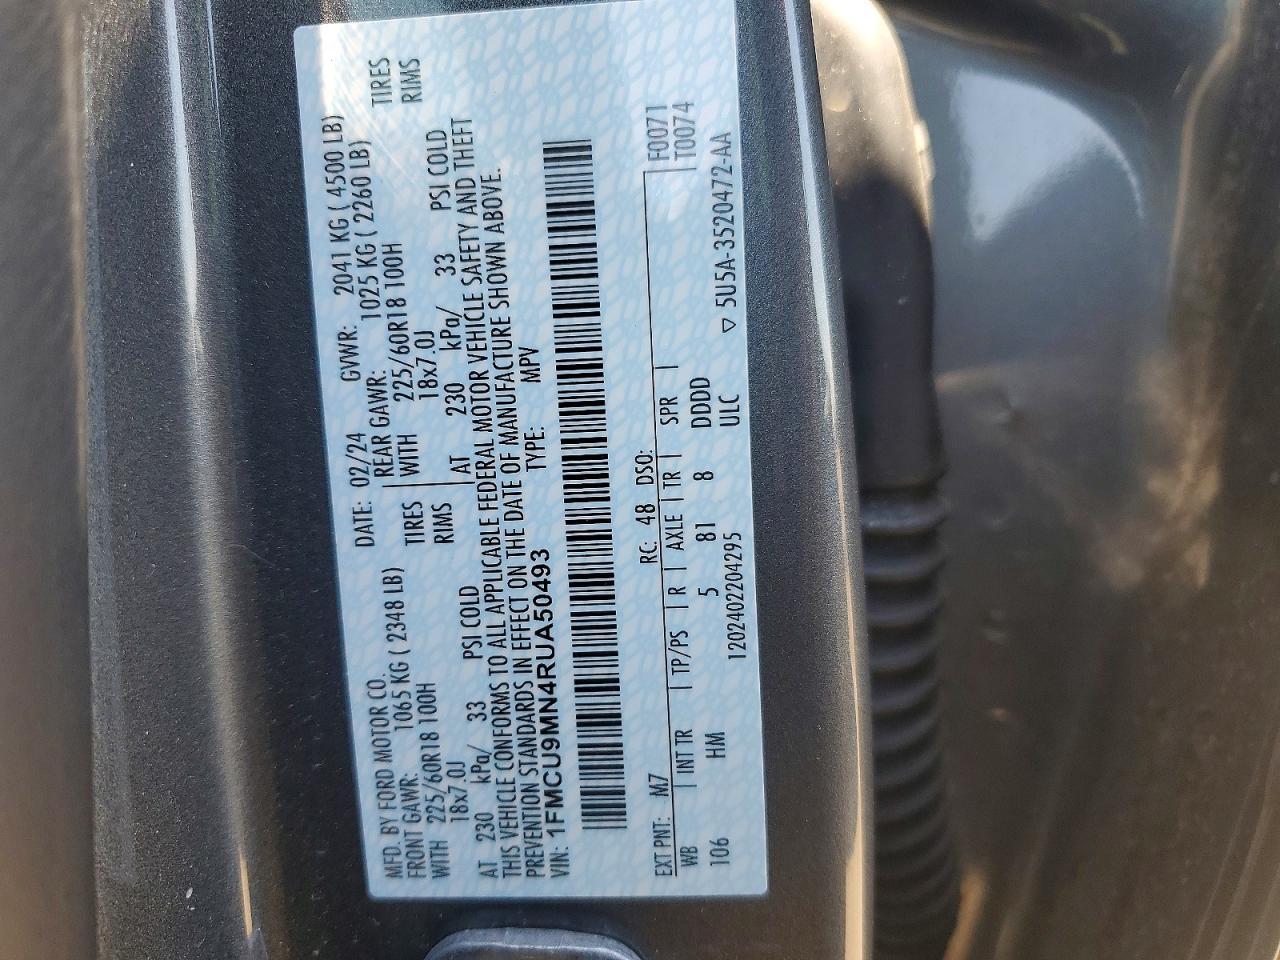 MFD. BY FORD MOTOR CO.
DATE: 02/24 GVWR: 2041 KG ( 4500 LB)
FRONT GAWR: 1065 KG ( 2348 LB)
REAR GAWR: 1025 KG ( 2260 LB)
WITH 225/60R18 100H TIRES
WITH 225/60R18 100H TIRES
18x7.0J RIMS
18x7.0J RIMS
AT 230 kPa/ 33 PSI COLD
AT 230 kPa/ 33 PSI COLD
THIS VEHICLE CONFORMS TO ALL APPLICABLE FEDERAL MOTOR VEHICLE SAFETY AND THEFT
PREVENTION STANDARDS IN EFFECT ON THE DATE OF MANUFACTURE SHOWN ABOVE.
VIN: 1FMCU9MN4RUA50493 TYPE: MPV
EXT PNT: M7 RC: 48 DSO: F0071
WB | INT TR | TP/PS | R | AXLE | TR | SPR | T0074
106 HM 5 81 8 DDDD
1202402204295 ULC ▽ 5U5A-3520472-AA